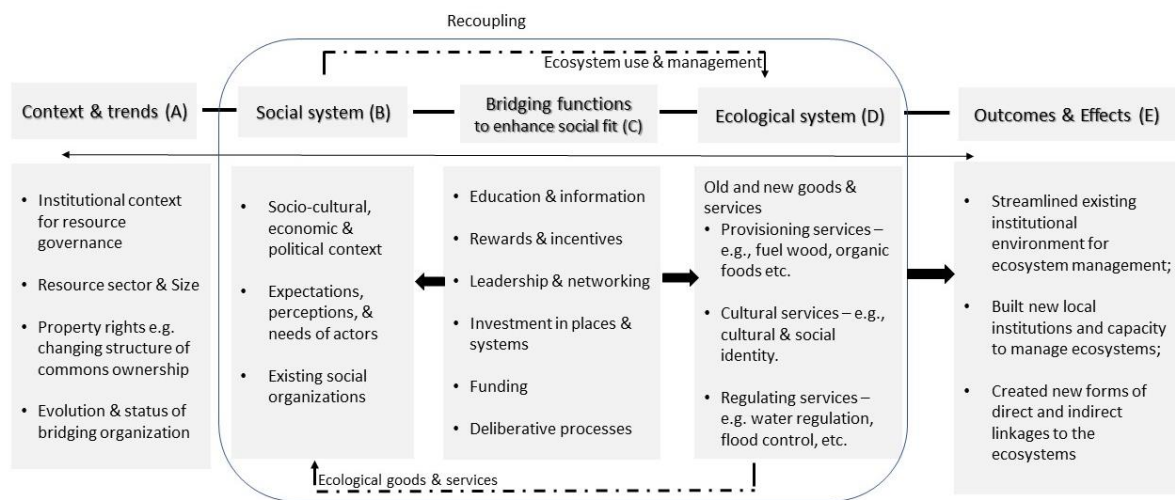 Recoupling
Ecosystem use & management
Context & trends (A)
Social system (B)
Bridging functions
to enhance social fit (C)
Ecological system (D)
Outcomes & Effects (E)
• Institutional context
for resource
governance
• Resource sector & Size
• Property rights e.g.
changing structure of
commons ownership
• Evolution & status of
bridging organization
• Socio-cultural,
economic &
political context
• Expectations,
perceptions, &
needs of actors
• Existing social
organizations
• Education & information
• Rewards & incentives
• Leadership & networking
• Investment in places &
systems
• Funding
• Deliberative processes
Old and new goods &
services
• Provisioning services –
e.g., fuel wood, organic
foods etc.
• Cultural services – e.g.,
cultural & social
identity.
• Regulating services –
e.g. water regulation,
flood control, etc.
• Streamlined existing
institutional
environment for
ecosystem management;
• Built new local
institutions and capacity
to manage ecosystems;
• Created new forms of
direct and indirect
linkages to the
ecosystems
Ecological goods & services